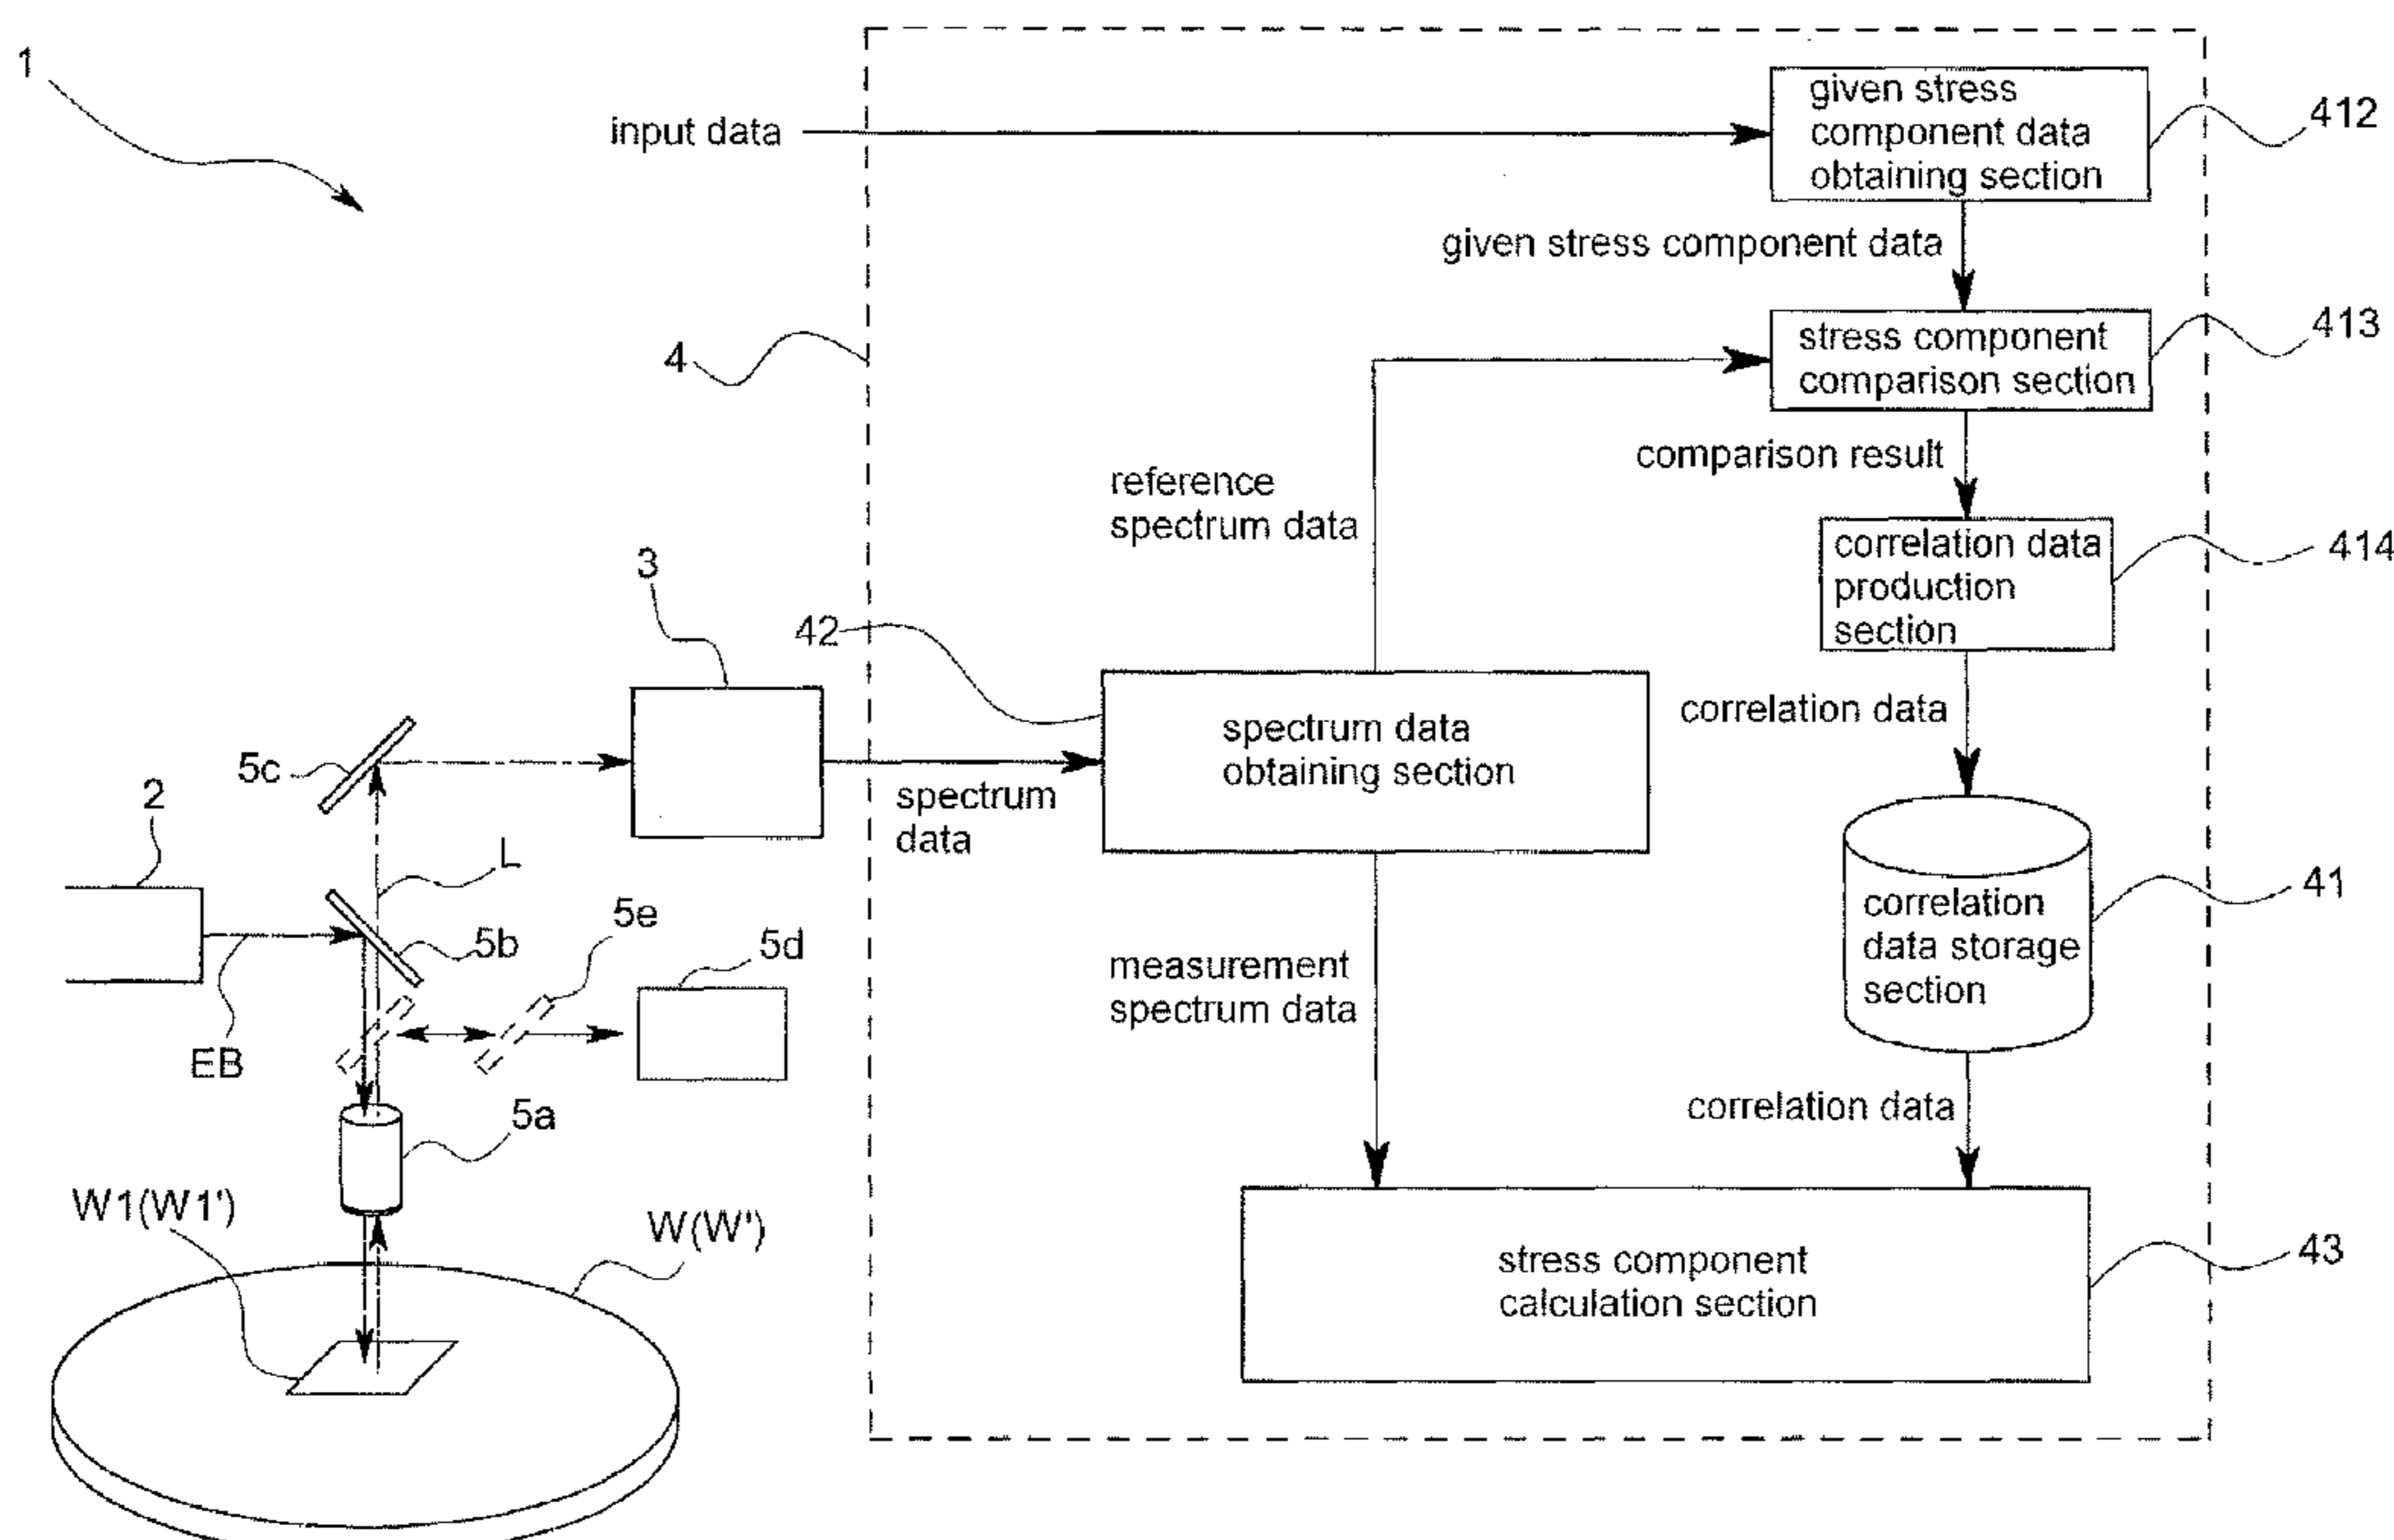 1
input data
given stress
component data
obtaining section
412
given stress component data
4
stress component
comparison section
413
comparison result
reference
spectrum data
correlation data
production
section
414
3
42
spectrum data
obtaining section
correlation data
5c
spectrum
data
2
L
5b
5e
5d
EB
measurement
spectrum data
correlation
data storage
section
41
5a
correlation data
W1(W1')
W(W')
stress component
calculation section
43